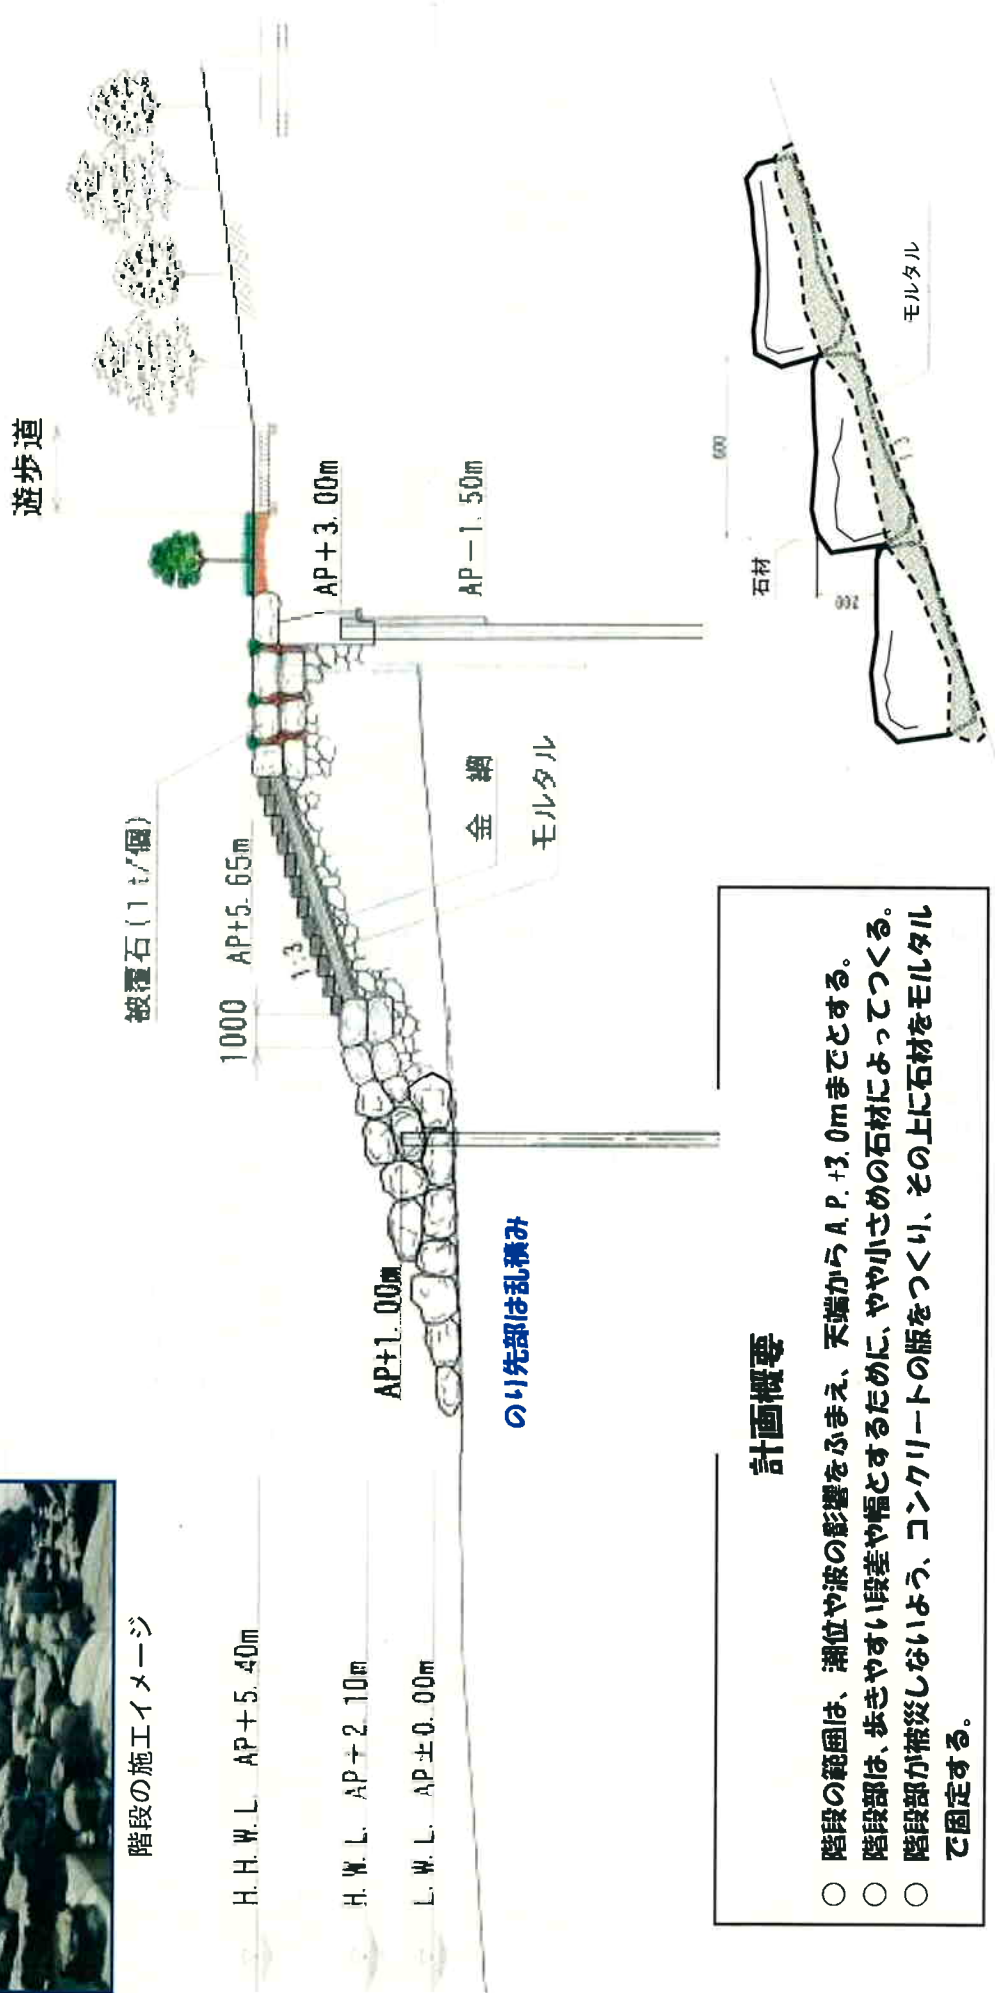 階段の施工イメージ
遊歩道
被覆石(1t/個)
1000
AP+5.65m
1:3
H.H.W.L. AP+5.40m
H.W.L. AP+2.10m
L.W.L. AP±0.00m
AP+1.00m
AP+3.00m
AP-1.50m
金網
モルタル
のり先部は乱積み
600
石材
200
1:3
モルタル
計画概要
○ 階段の範囲は、潮位や波の影響をふまえ、天端からA.P.+3.0mまでとする。
○ 階段部は、歩きやすい段差や幅とするために、やや小さめの石材によってつくる。
○ 階段部が被災しないよう、コンクリートの版をつくり、その上に石材をモルタル
で固定する。